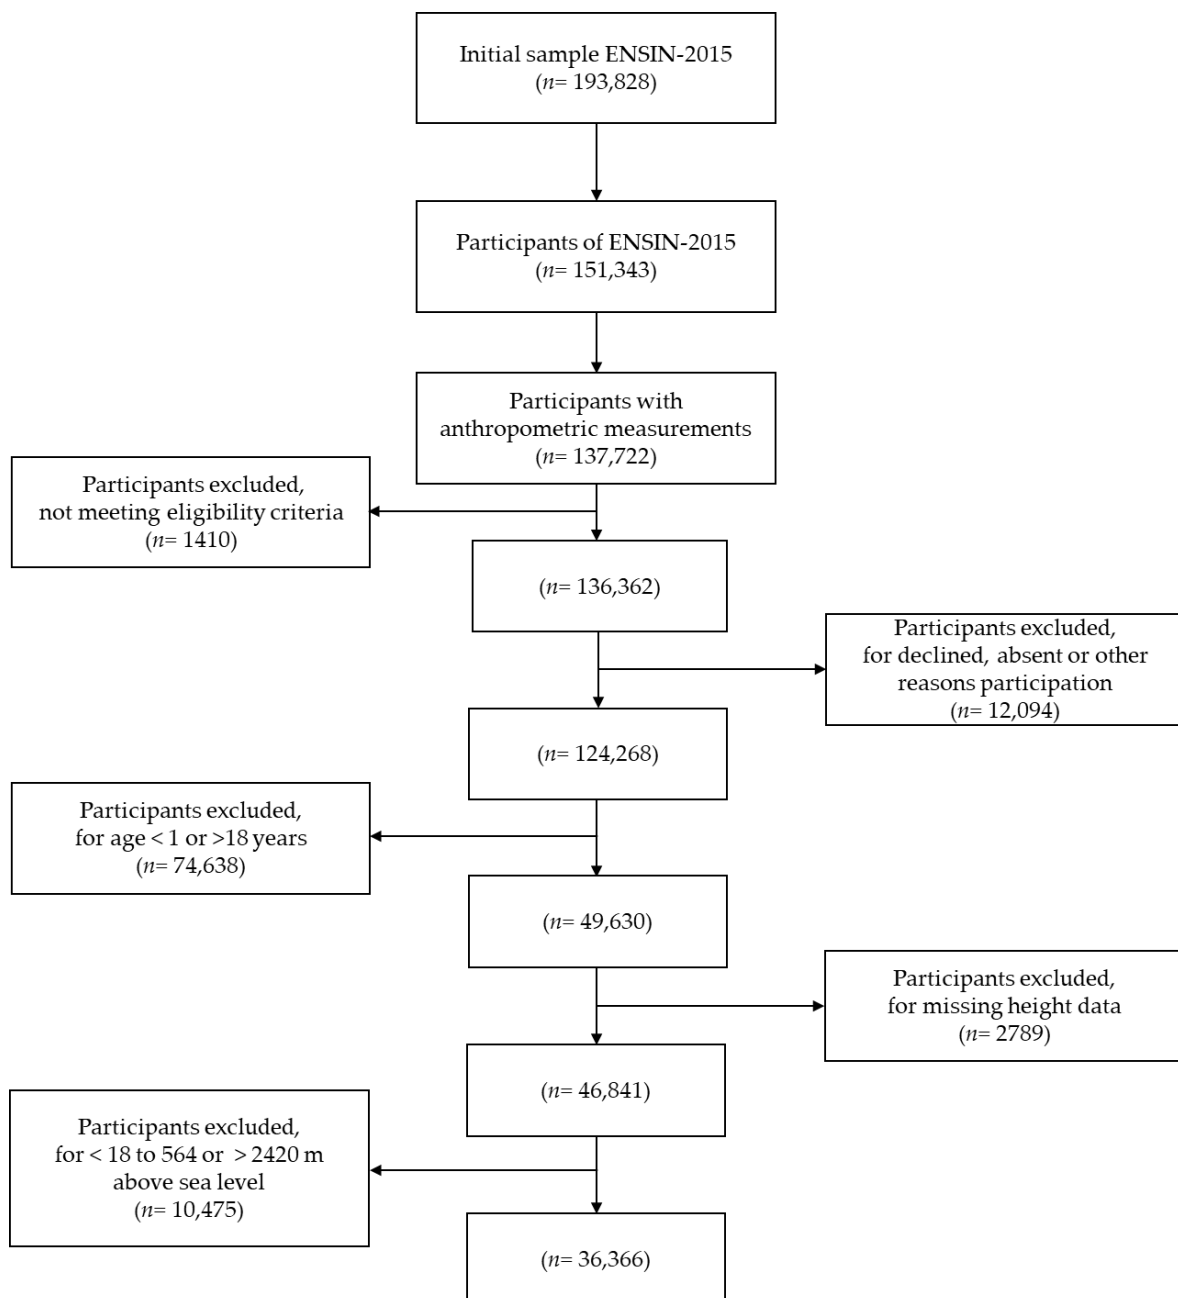 Initial sample ENSIN-2015
(n= 193,828)
Participants of ENSIN-2015
(n= 151,343)
Participants with
anthropometric measurements
(n= 137,722)
Participants excluded,
not meeting eligibility criteria
(n= 1410)
(n= 136,362)
Participants excluded,
for declined, absent or other
reasons participation
(n= 12,094)
(n= 124,268)
Participants excluded,
for age < 1 or >18 years
(n= 74,638)
(n= 49,630)
Participants excluded,
for missing height data
(n= 2789)
(n= 46,841)
Participants excluded,
for < 18 to 564 or > 2420 m
above sea level
(n= 10,475)
(n= 36,366)